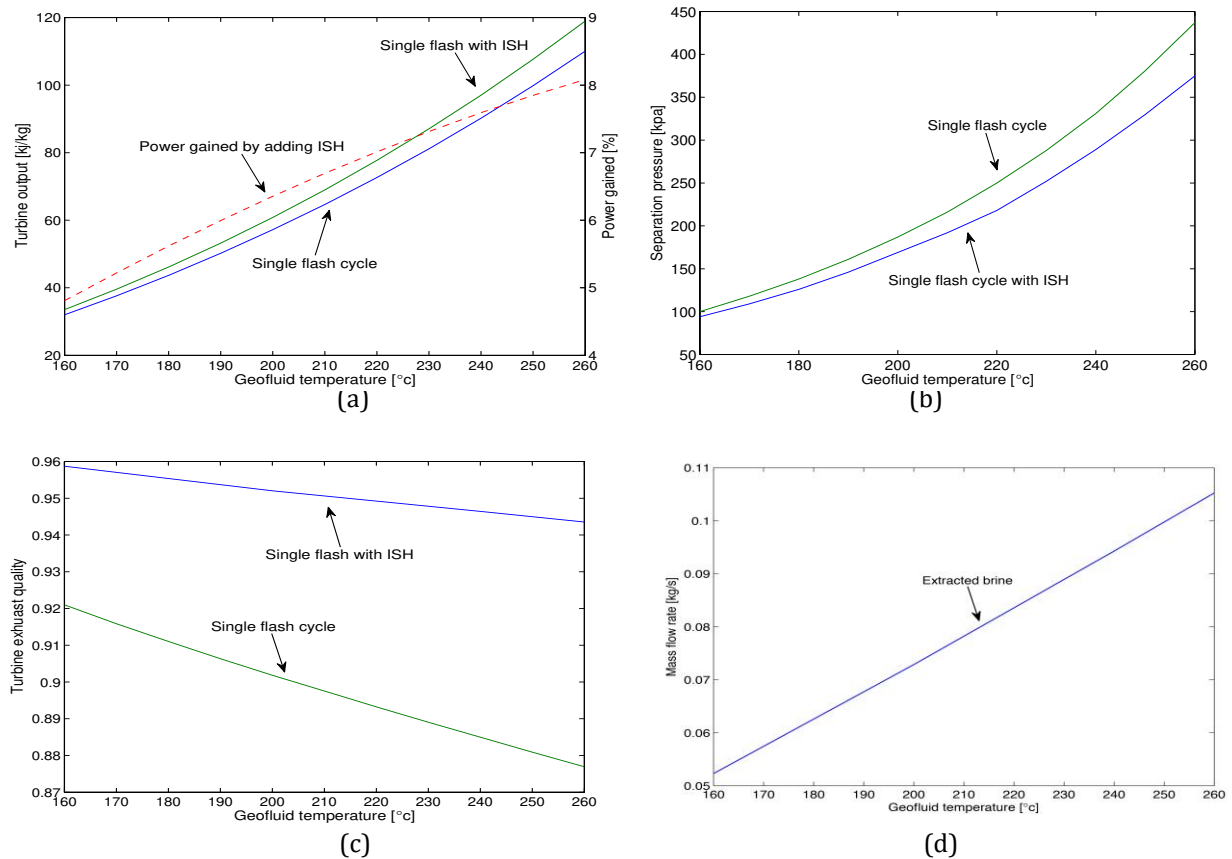 120
100
80
60
40
20
Turbine output [kj/kg]
9
8
7
6
5
4
Power gained [%]
Single flash with ISH
Power gained by adding ISH
Single flash cycle
160 170 180 190 200 210 220 230 240 250 260
Geofluid temperature [°c]
(a)
450
400
350
300
250
200
150
100
50
Separation pressure [kpa]
Single flash cycle
Single flash cycle with ISH
160 180 200 220 240 260
Geofluid temperature [°c]
(b)
0.96
0.95
0.94
0.93
0.92
0.91
0.9
0.89
0.88
0.87
Turbine exhuast quality
Single flash with ISH
Single flash cycle
160 170 180 190 200 210 220 230 240 250 260
Geofluid temperature [°c]
(c)
0.11
0.1
0.09
0.08
0.07
0.06
0.05
Mass flow rate [kg/s]
Extracted brine
160 170 180 190 200 210 220 230 240 250 260
Geofluid temperature [°c]
(d)